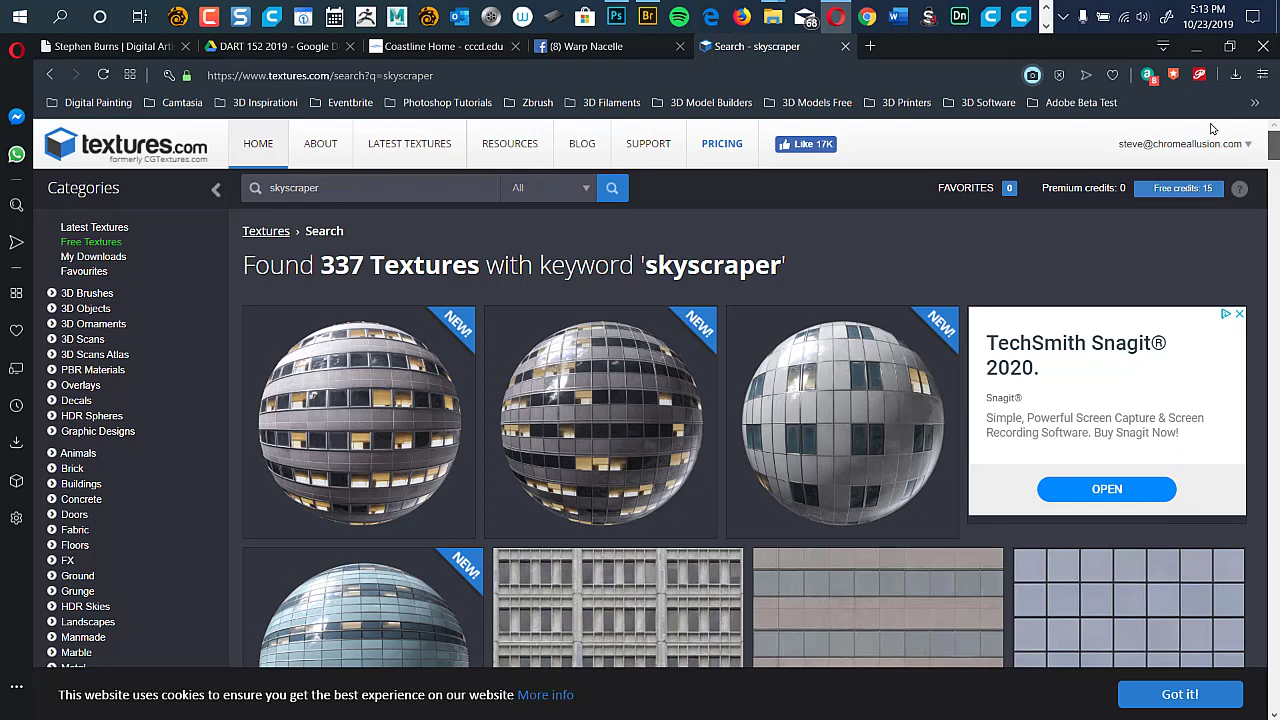 68
5:13 PM
10/23/2019
Stephen Burns | Digital Arti
DART 152 2019 - Google D
Coastline Home - cccd.edu
(8) Warp Nacelle
Search - skyscraper
https://www.textures.com/search?q=skyscraper
8
Digital Painting
Camtasia
3D Inspirationi
Eventbrite
Photoshop Tutorials
Zbrush
3D Filaments
3D Model Builders
3D Models Free
3D Printers
3D Software
Adobe Beta Test
textures.com
formerly CGTextures.com
HOME
ABOUT
LATEST TEXTURES
RESOURCES
BLOG
SUPPORT
PRICING
Like 17K
steve@chromeallusion.com
Categories
skyscraper
All
FAVORITES 0
Premium credits: 0
Free credits: 15
?
Latest Textures
Free Textures
My Downloads
Favourites
3D Brushes
3D Objects
3D Ornaments
3D Scans
3D Scans Atlas
PBR Materials
Overlays
Decals
HDR Spheres
Graphic Designs
Animals
Brick
Buildings
Concrete
Doors
Fabric
Floors
FX
Ground
Grunge
HDR Skies
Landscapes
Manmade
Marble
Metal
Textures › Search
Found 337 Textures with keyword 'skyscraper'
NEW!
NEW!
NEW!
TechSmith Snagit®
2020.
Snagit®
Simple, Powerful Screen Capture & Screen
Recording Software. Buy Snagit Now!
OPEN
NEW!
This website uses cookies to ensure you get the best experience on our website More info
Got it!